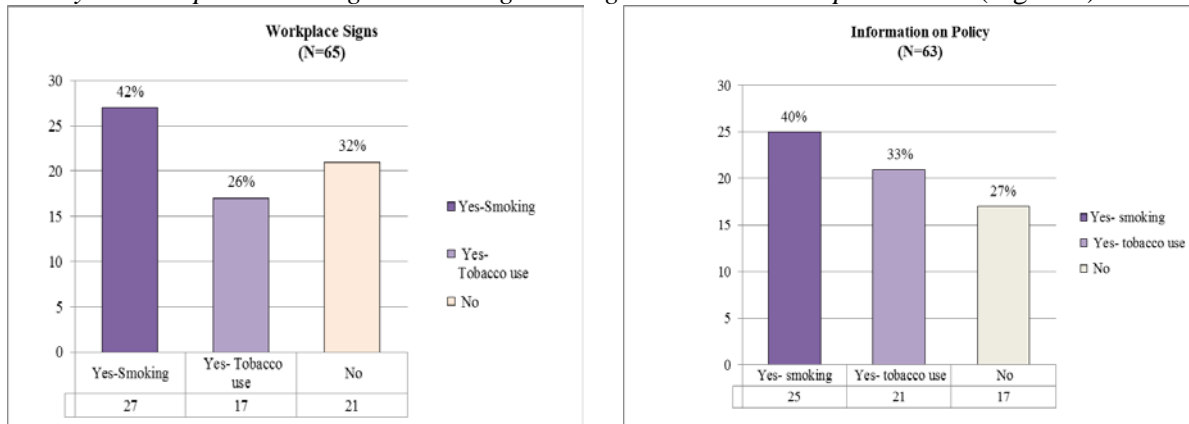 Workplace Signs
(N=65)
30
25
20
15
10
5
0
42%
26%
32%
Yes-Smoking
Yes- Tobacco
use
No
27
17
21
Yes-Smoking
Yes-
Tobacco use
No
Information on Policy
(N=63)
30
25
20
15
10
5
0
40%
33%
27%
Yes- smoking
Yes- tobacco use
No
25
21
17
Yes- smoking
Yes- tobacco use
No